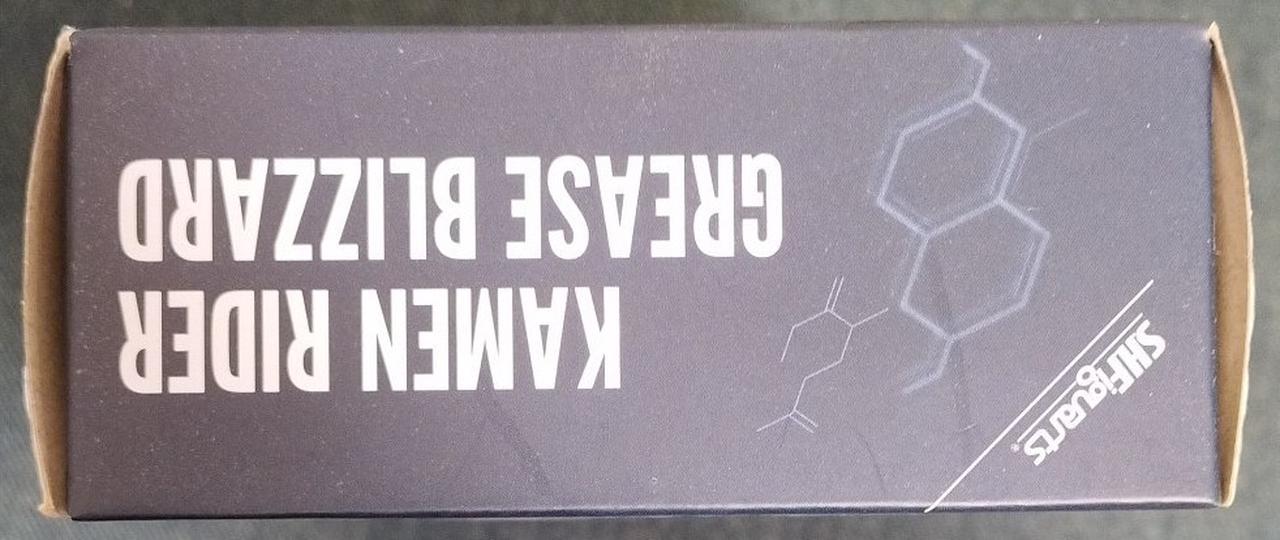 KAMEN RIDER
GREASE BLIZZARD
S.H.Figuarts®